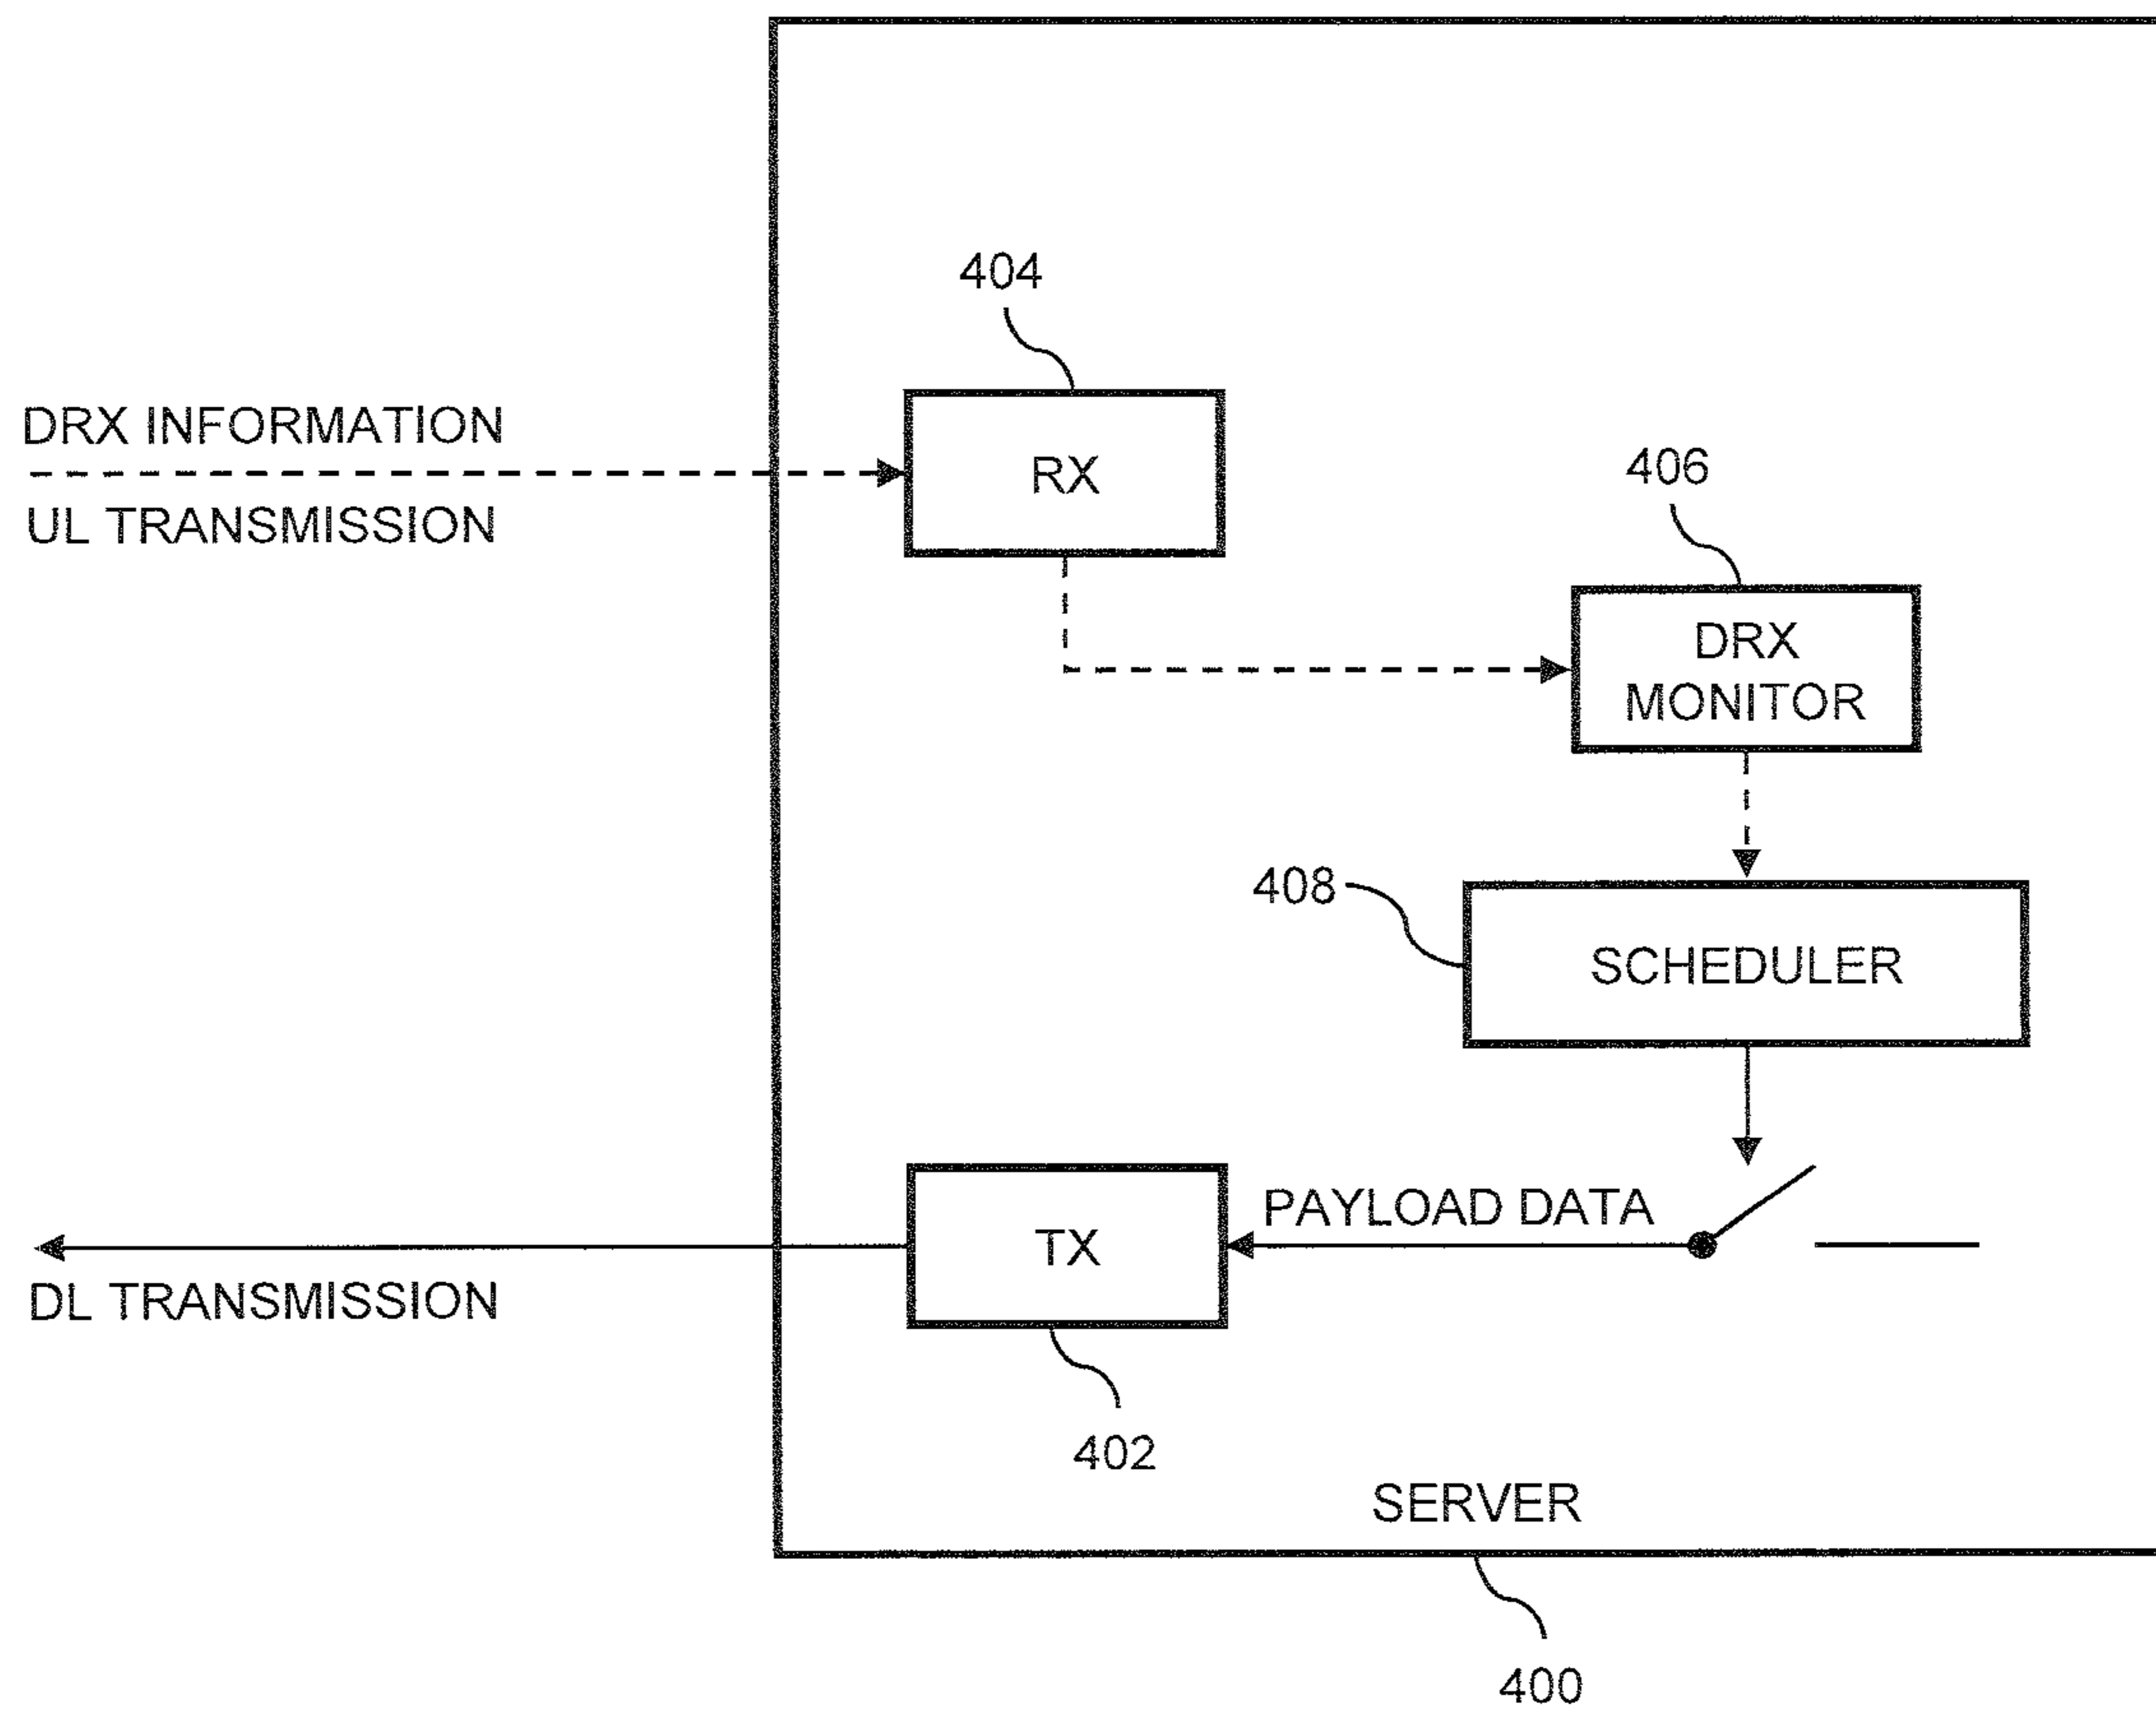 404
DRX INFORMATION
UL TRANSMISSION
RX
406
DRX
MONITOR
408
SCHEDULER
PAYLOAD DATA
TX
DL TRANSMISSION
402
SERVER
400